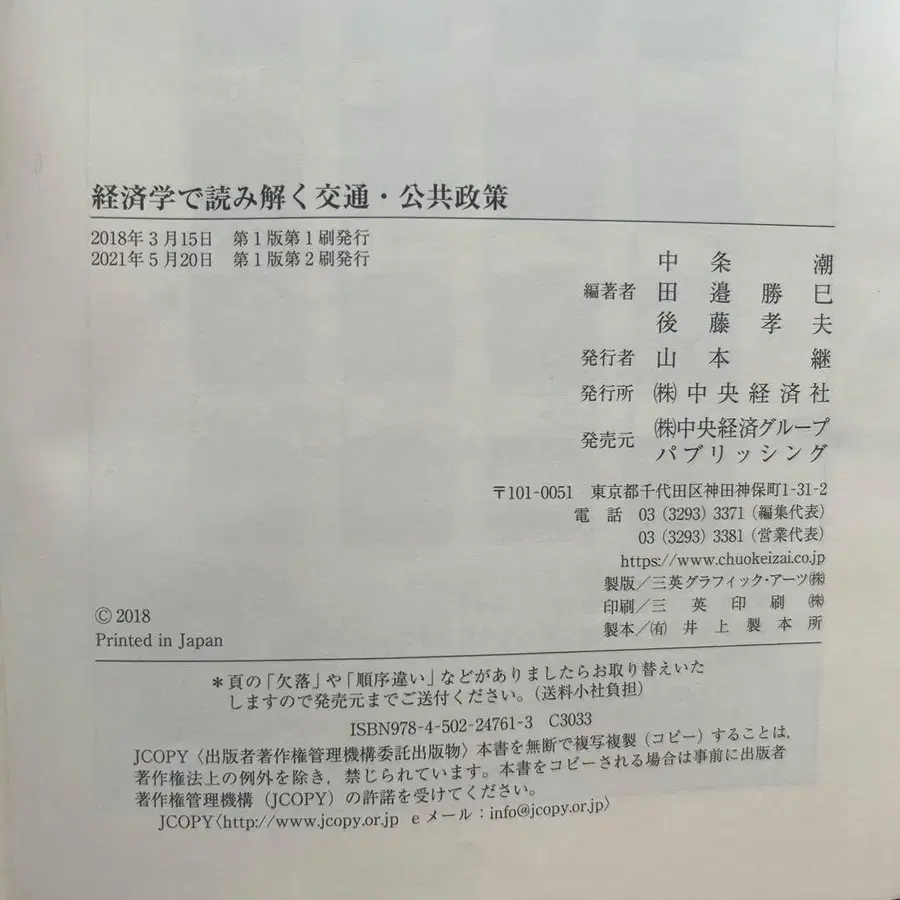 経済学で読み解く交通・公共政策
2018年3月15日 第1版第1刷発行
2021年5月20日 第1版第2刷発行
中条 潮
編著者 田邉勝巳
後藤孝夫
発行者 山本 継
発行所 ㈱中央経済社
発売元 ㈱中央経済グループ
パブリッシング
〒101-0051 東京都千代田区神田神保町1-31-2
電話 03 (3293) 3371 (編集代表)
03 (3293) 3381 (営業代表)
https://www.chuokeizai.co.jp
製版/三英グラフィック・アーツ㈱
印刷/三英印刷㈱
製本/㈲井上製本所
© 2018
Printed in Japan
*頁の「欠落」や「順序違い」などがありましたらお取り替えいた
しますので発売元までご送付ください。(送料小社負担)
ISBN978-4-502-24761-3 C3033
JCOPY〈出版者著作権管理機構委託出版物〉本書を無断で複写複製(コピー)することは,
著作権法上の例外を除き,禁じられています。本書をコピーされる場合は事前に出版者
著作権管理機構(JCOPY)の許諾を受けてください。
JCOPY〈http://www.jcopy.or.jp eメール:info@jcopy.or.jp〉